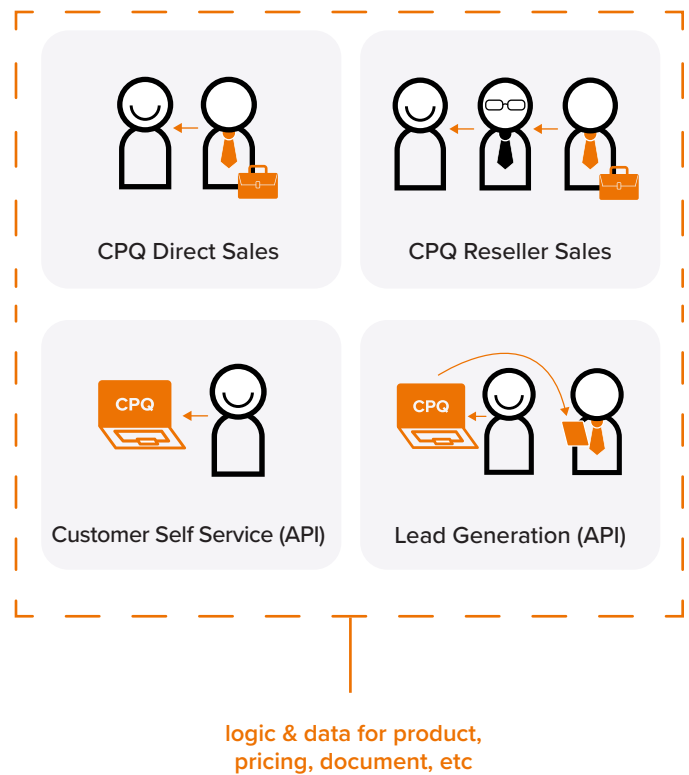 CPQ Direct Sales
CPQ Reseller Sales
CPQ
Customer Self Service (API)
CPQ
Lead Generation (API)
logic & data for product,
pricing, document, etc